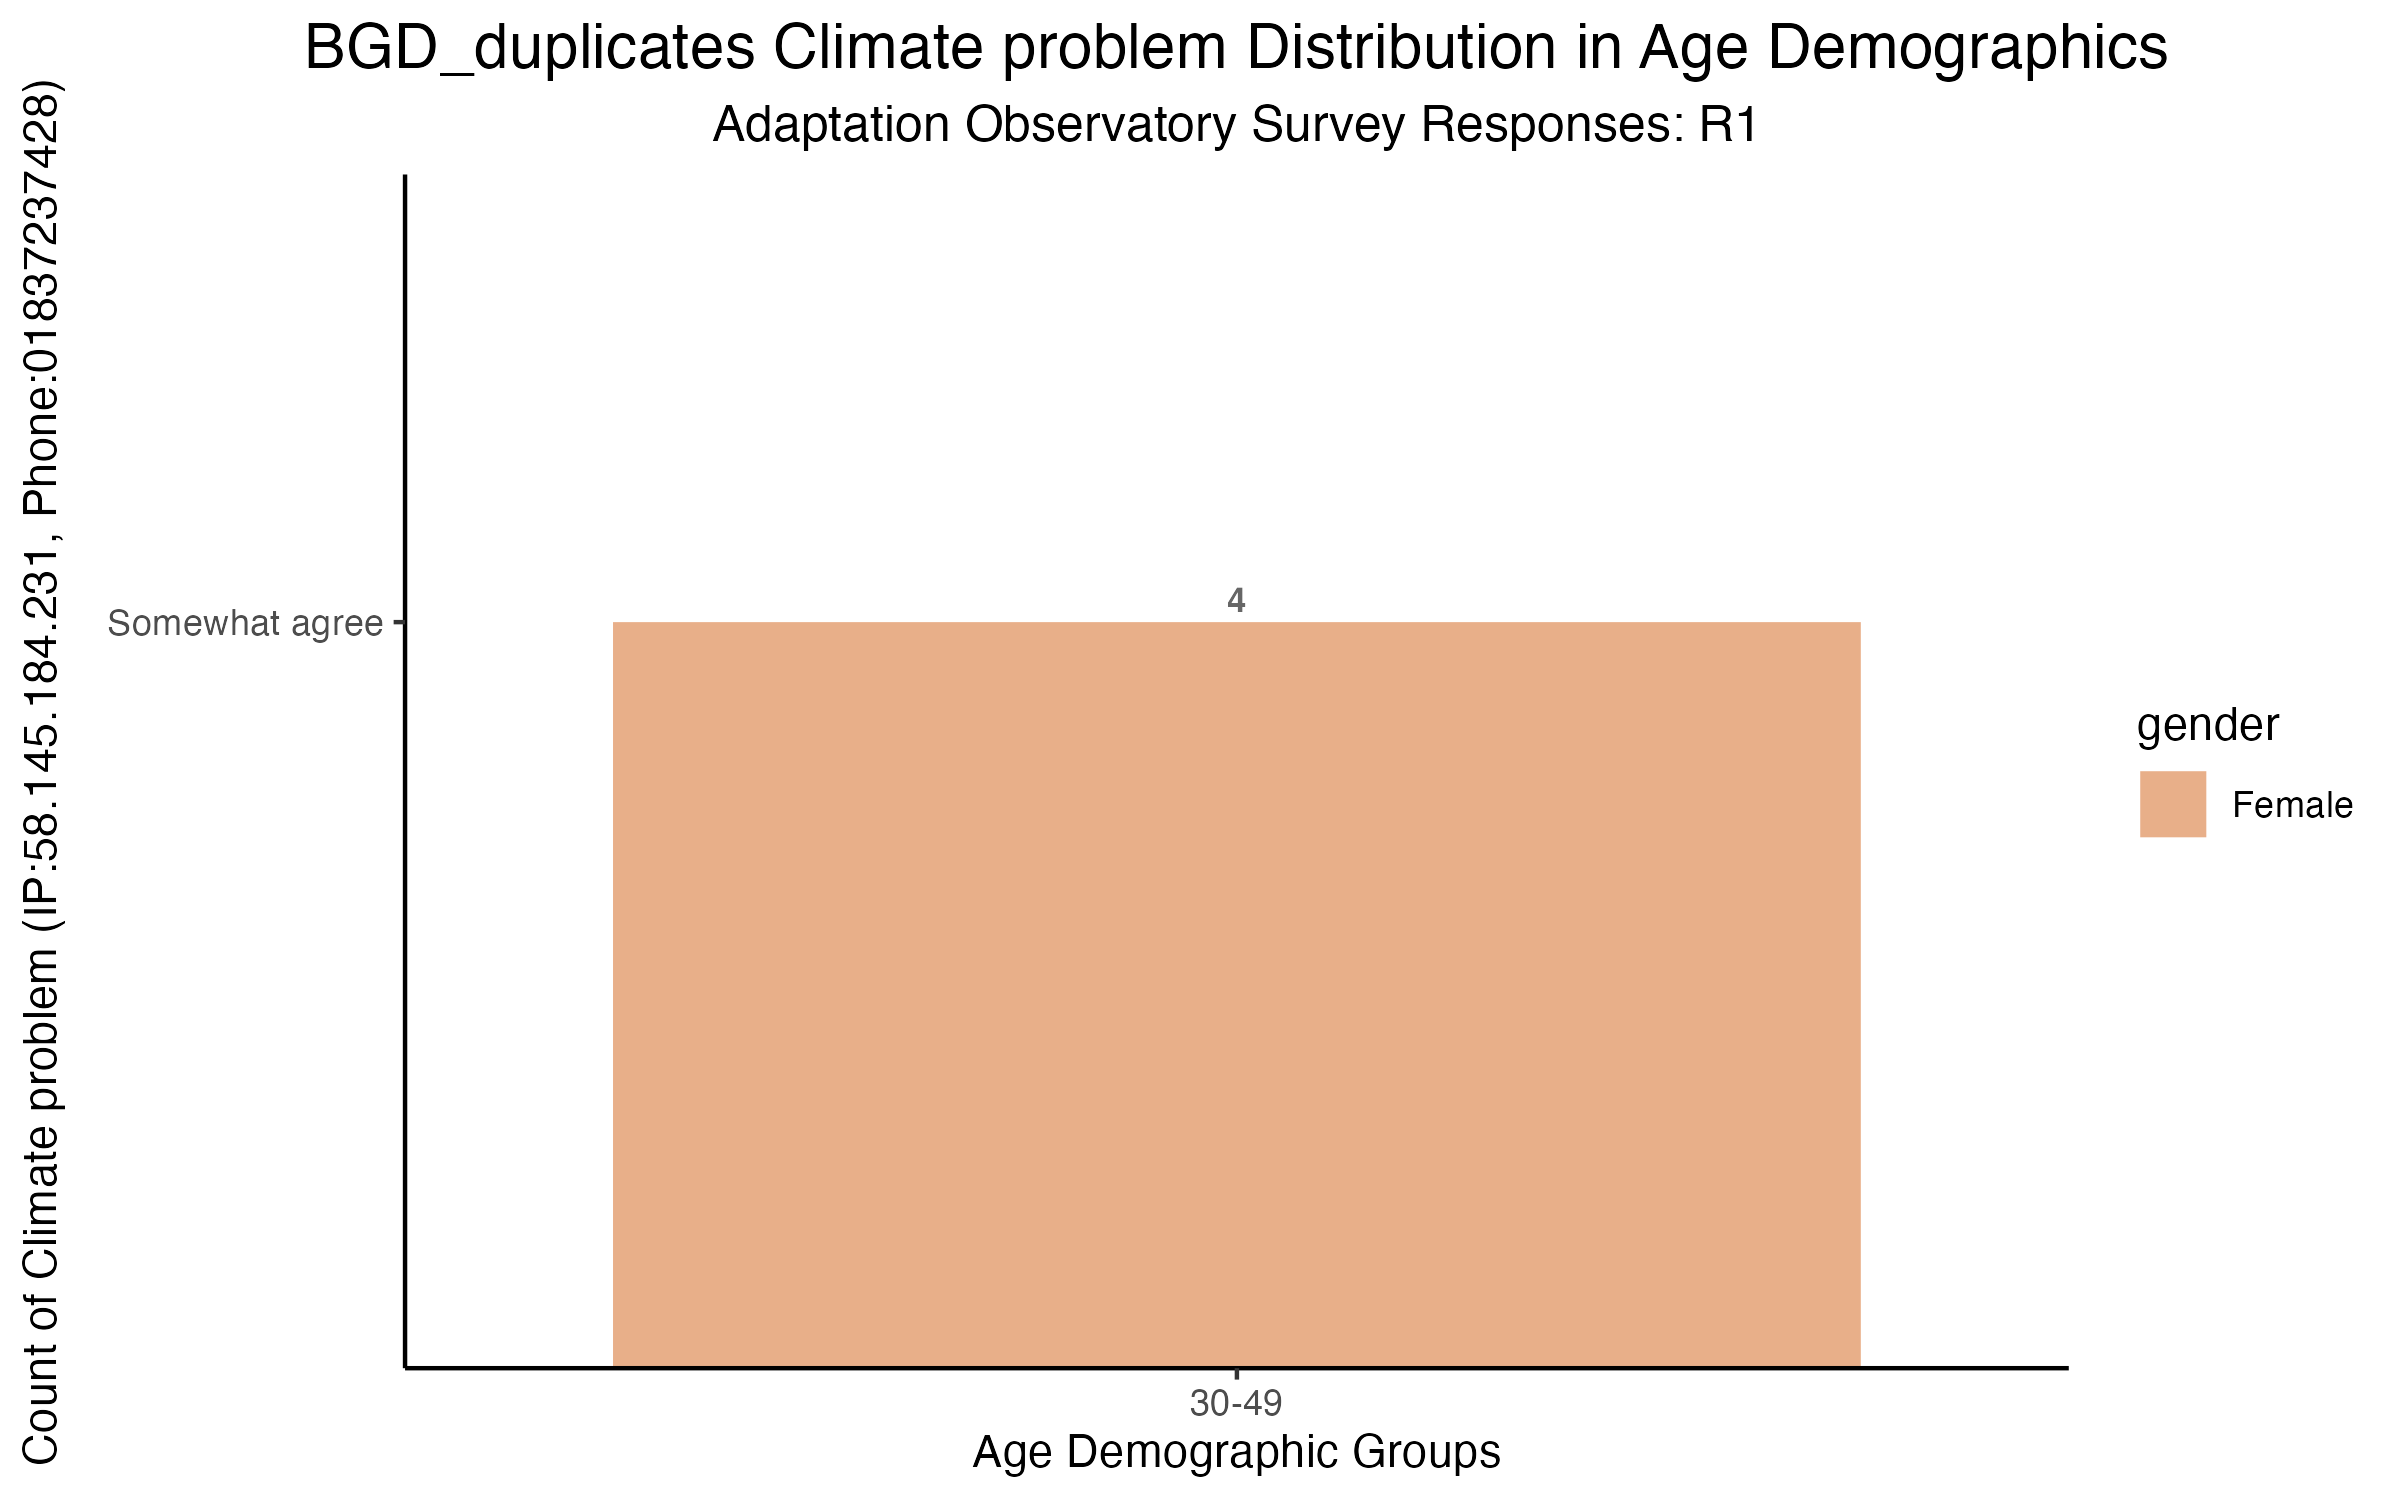 BGD_duplicates Climate problem Distribution in Age Demographics
Adaptation Observatory Survey Responses: R1
Count of Climate problem (IP:58.145.184.231, Phone:01837237428)
Somewhat agree
4
30-49
Age Demographic Groups
gender
Female